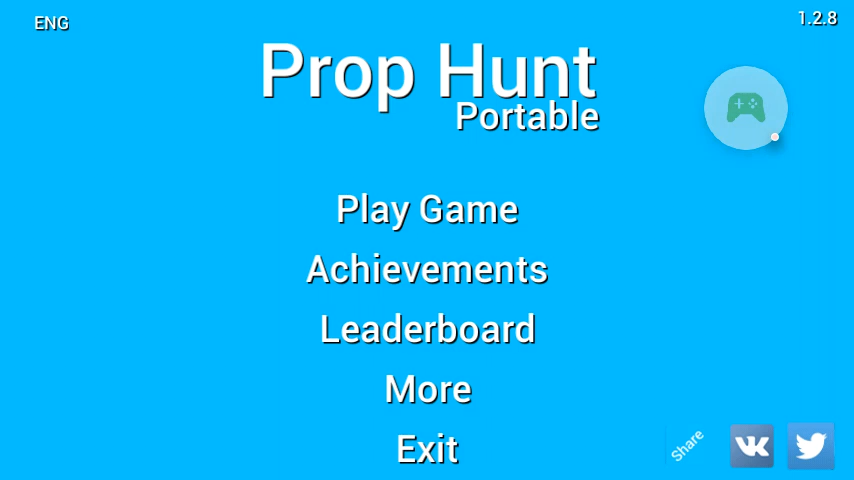 ENG
1.2.8
Prop Hunt
Portable
Play Game
Achievements
Leaderboard
More
Exit
Share